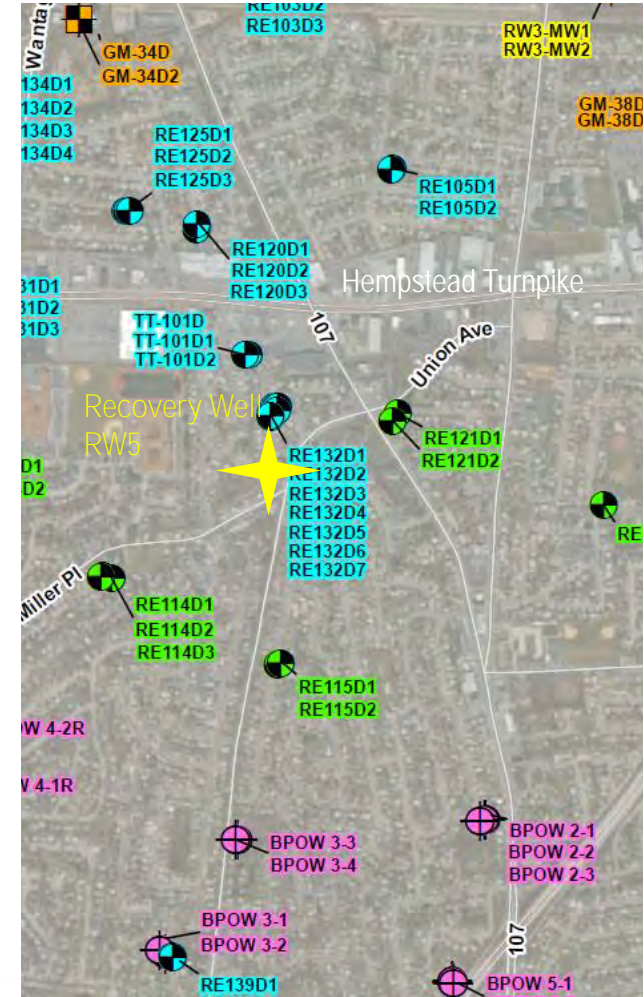 RE103D2
RE103D3
Wantag
GM-34D
GM-34D2
RW3-MW1
RW3-MW2
GM-38D
GM-38D
134D1
134D2
134D3
134D4
RE125D1
RE125D2
RE125D3
RE105D1
RE105D2
RE120D1
RE120D2
RE120D3
31D1
31D2
31D3
Hempstead Turnpike
107
TT-101D
TT-101D1
TT-101D2
Union Ave
Recovery Well
RW5
RE121D1
RE121D2
RE132D1
RE132D2
RE132D3
RE132D4
RE132D5
RE132D6
RE132D7
D1
D2
RE
Miller Pl
RE114D1
RE114D2
RE114D3
RE115D1
RE115D2
OW 4-2R
W 4-1R
BPOW 3-3
BPOW 3-4
BPOW 2-1
BPOW 2-2
BPOW 2-3
BPOW 3-1
BPOW 3-2
107
RE139D1
BPOW 5-1